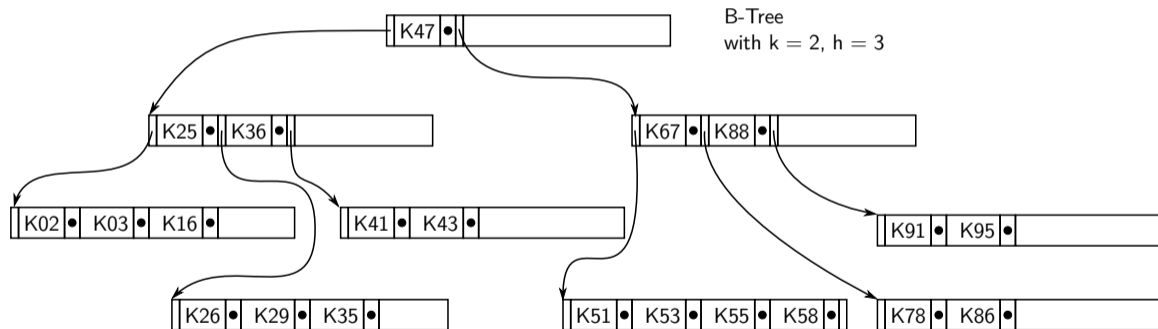 K47
B-Tree
with k = 2, h = 3
K25 K36
K67 K88
K02 K03 K16
K41 K43
K91 K95
K26 K29 K35
K51 K53 K55 K58
K78 K86